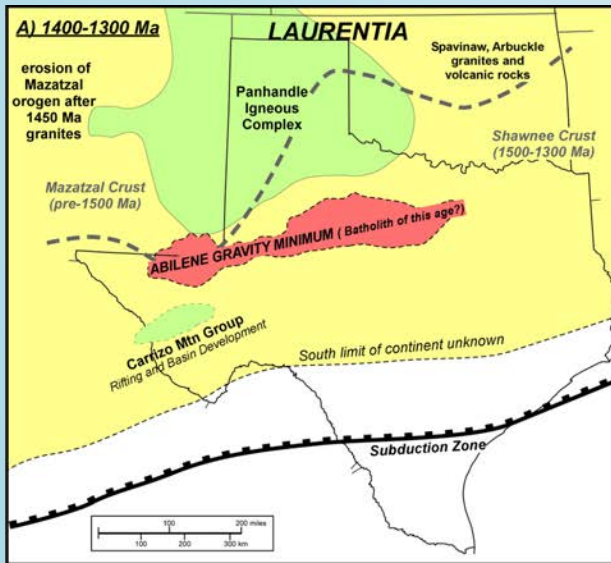 A) 1400-1300 Ma
LAURENTIA
erosion of
Mazatzal
orogen after
1450 Ma
granites
Panhandle
Igneous
Complex
Spavinaw, Arbuckle
granites and
volcanic rocks
Mazatzal Crust
(pre-1500 Ma)
Shawnee Crust
(1500-1300 Ma)
ABILENE GRAVITY MINIMUM ( Batholith of this age?)
Carrizo Mtn Group
Rifting and Basin Development
South limit of continent unknown
Subduction Zone
100 200 miles
100 200 300 km